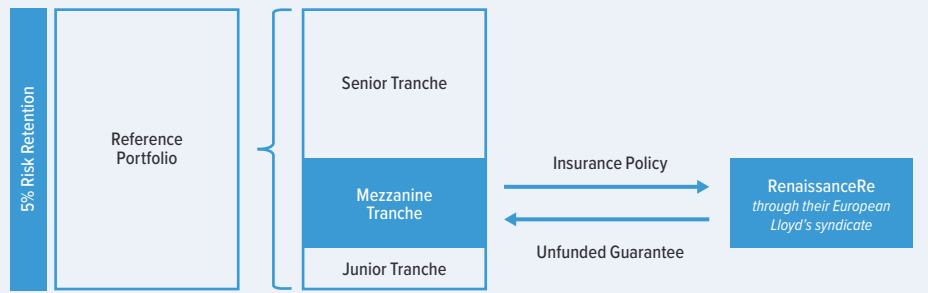 5% Risk Retention
Reference
Portfolio
Senior Tranche
Mezzanine
Tranche
Junior Tranche
Insurance Policy
Unfunded Guarantee
RenaissanceRe
through their European
Lloyd's syndicate